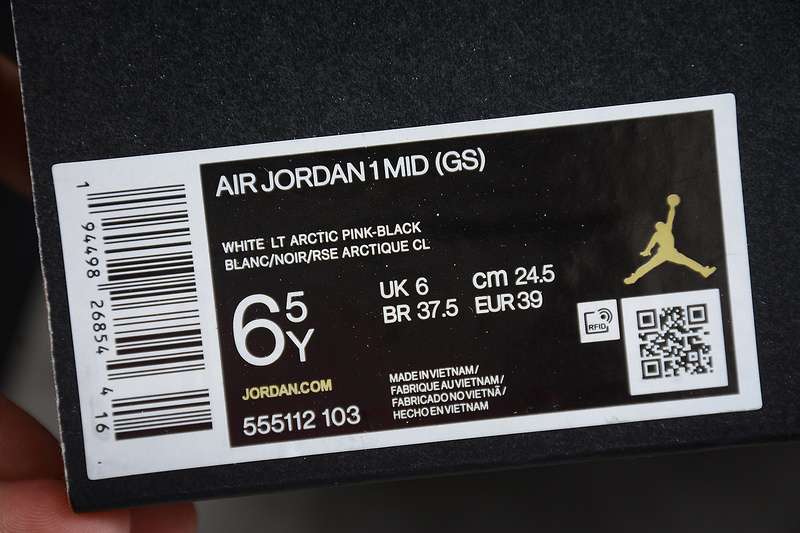 AIR JORDAN 1 MID (GS)
WHITE LT ARCTIC PINK-BLACK
BLANC/NOIR/RSE ARCTIQUE CL
6 5 Y
UK 6 cm 24.5
BR 37.5 EUR 39
RFID
JORDAN.COM
555112 103
MADE IN VIETNAM/
FABRIQUE AU VIETNAM/
FABRICADO NO VIETNÃ/
HECHO EN VIETNAM
1 94498 26854 4 16